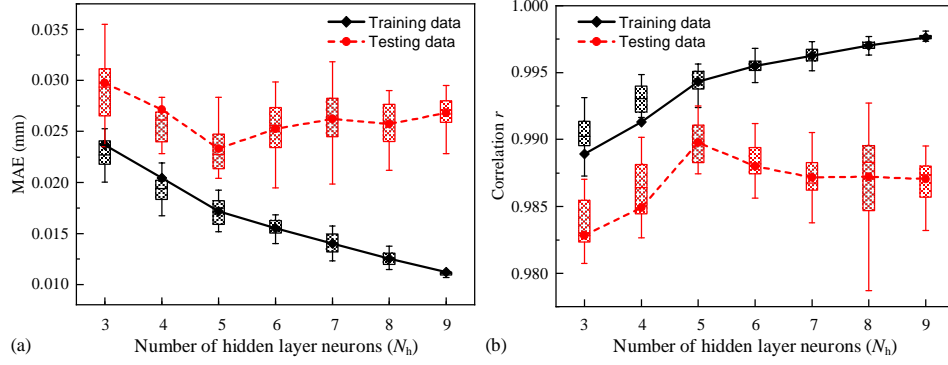 0.035
0.030
0.025
0.020
0.015
0.010
MAE (mm)
Training data
Testing data
3 4 5 6 7 8 9
(a) Number of hidden layer neurons (Nh)
1.000
0.995
0.990
0.985
0.980
Correlation r
Training data
Testing data
3 4 5 6 7 8 9
(b) Number of hidden layer neurons (Nh)